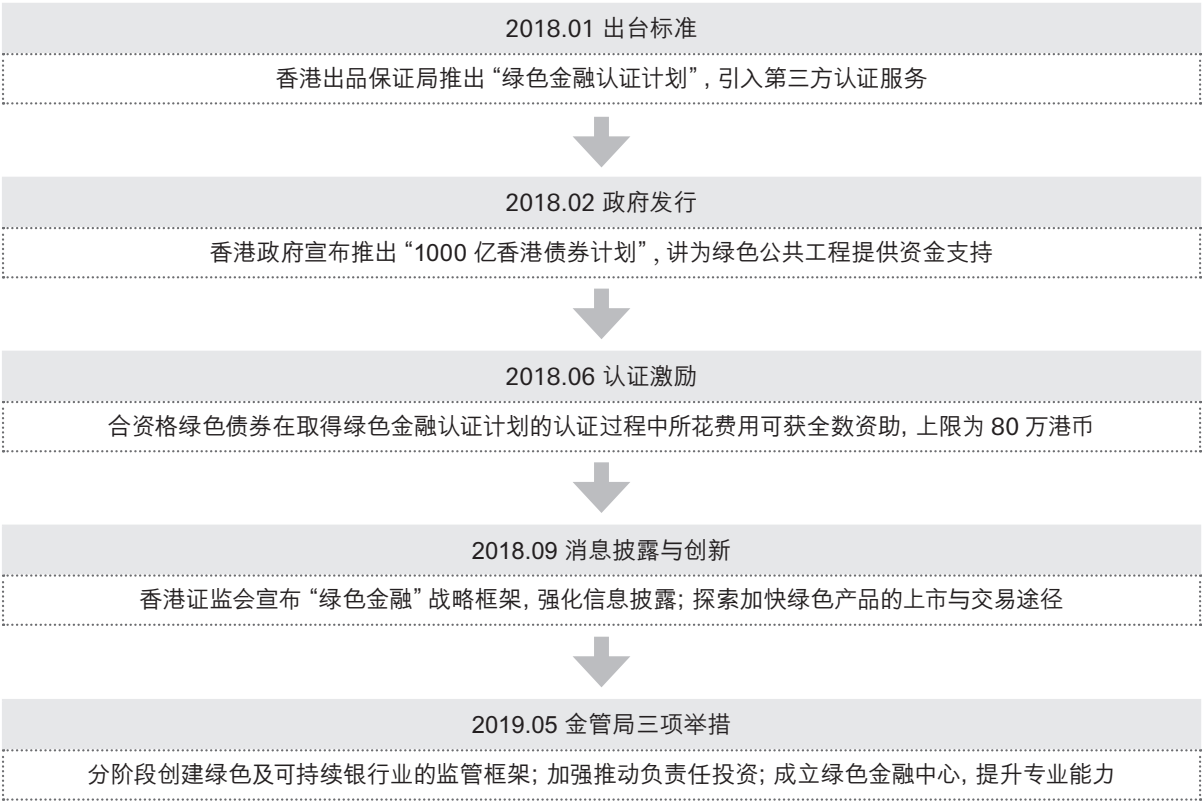 2018.01 出台标准
香港出品保证局推出“绿色金融认证计划”, 引入第三方认证服务
2018.02 政府发行
香港政府宣布推出“1000 亿香港债券计划”, 讲为绿色公共工程提供资金支持
2018.06 认证激励
合资格绿色债券在取得绿色金融认证计划的认证过程中所花费用可获全数资助, 上限为 80 万港币
2018.09 消息披露与创新
香港证监会宣布“绿色金融”战略框架, 强化信息披露; 探索加快绿色产品的上市与交易途径
2019.05 金管局三项举措
分阶段创建绿色及可持续银行业的监管框架; 加强推动负责任投资; 成立绿色金融中心, 提升专业能力